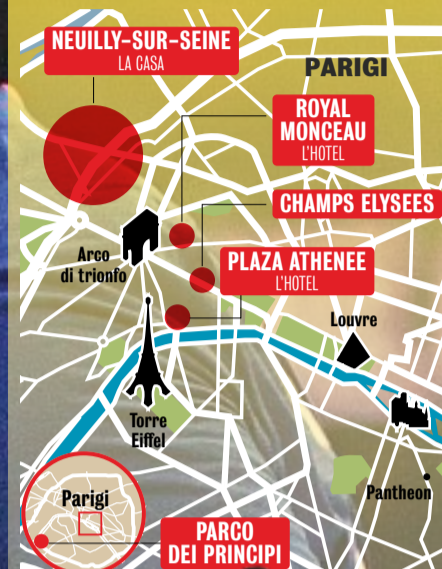 NEUILLY-SUR-SEINE
LA CASA
PARIGI
ROYAL
MONCEAU
L'HOTEL
CHAMPS ELYSEES
Arco
di trionfo
PLAZA ATHENEE
L'HOTEL
Louvre
Torre
Eiffel
Pantheon
Parigi
PARCO
DEI PRINCIPI